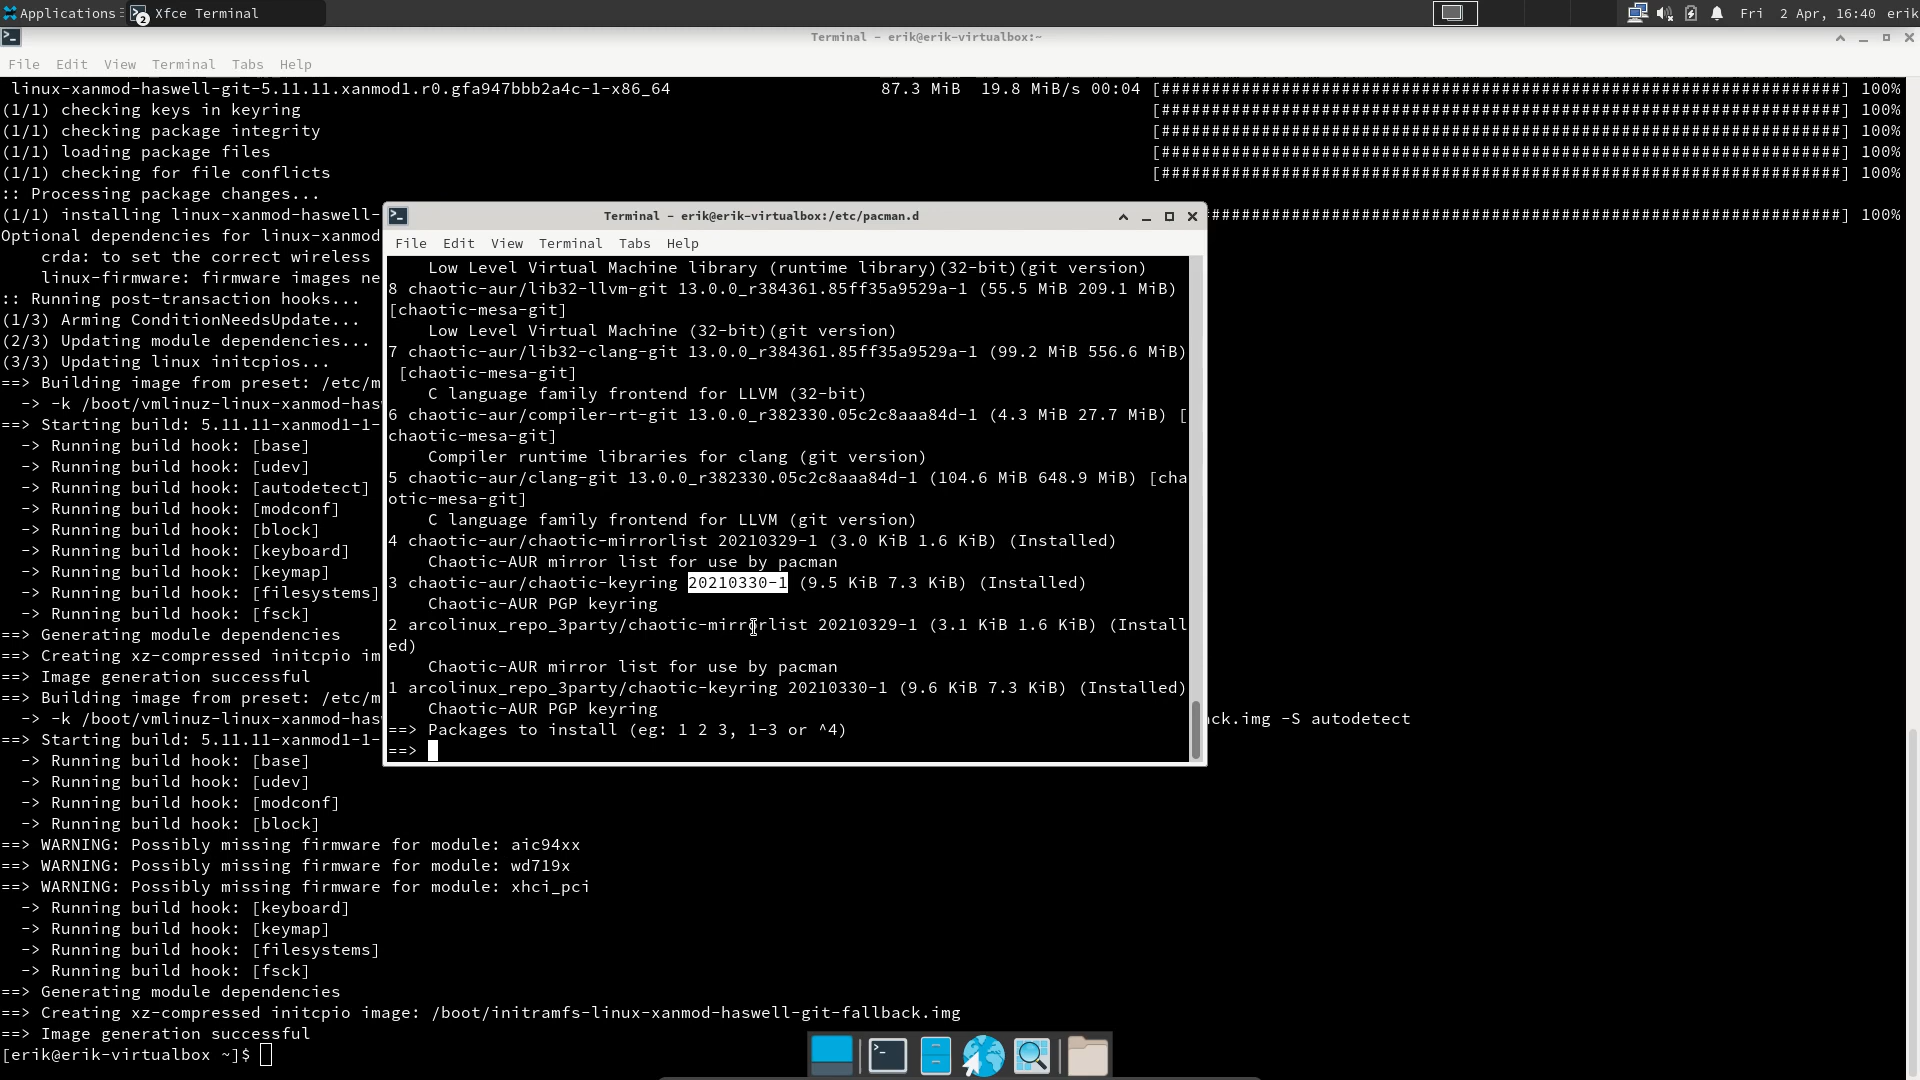 Applications
2
Xfce Terminal
Fri 2 Apr, 16:40 erik
Terminal - erik@erik-virtualbox:~
File Edit View Terminal Tabs Help
linux-xanmod-haswell-git-5.11.11.xanmod1.r0.gfa947bbb2a4c-1-x86_64 87.3 MiB 19.8 MiB/s 00:04 [####################################################################] 100%
(1/1) checking keys in keyring [####################################################################] 100%
(1/1) checking package integrity [####################################################################] 100%
(1/1) loading package files [####################################################################] 100%
(1/1) checking for file conflicts [####################################################################] 100%
:: Processing package changes...
(1/1) installing linux-xanmod-haswell- ###############################################################] 100%
Optional dependencies for linux-xanmod
crda: to set the correct wireless
linux-firmware: firmware images ne
:: Running post-transaction hooks...
(1/3) Arming ConditionNeedsUpdate...
(2/3) Updating module dependencies...
(3/3) Updating linux initcpios...
==> Building image from preset: /etc/m
-> -k /boot/vmlinuz-linux-xanmod-has
==> Starting build: 5.11.11-xanmod1-1-
-> Running build hook: [base]
-> Running build hook: [udev]
-> Running build hook: [autodetect]
-> Running build hook: [modconf]
-> Running build hook: [block]
-> Running build hook: [keyboard]
-> Running build hook: [keymap]
-> Running build hook: [filesystems]
-> Running build hook: [fsck]
==> Generating module dependencies
==> Creating xz-compressed initcpio im
==> Image generation successful
==> Building image from preset: /etc/m
-> -k /boot/vmlinuz-linux-xanmod-has ck.img -S autodetect
==> Starting build: 5.11.11-xanmod1-1-
-> Running build hook: [base]
-> Running build hook: [udev]
-> Running build hook: [modconf]
-> Running build hook: [block]
==> WARNING: Possibly missing firmware for module: aic94xx
==> WARNING: Possibly missing firmware for module: wd719x
==> WARNING: Possibly missing firmware for module: xhci_pci
-> Running build hook: [keyboard]
-> Running build hook: [keymap]
-> Running build hook: [filesystems]
-> Running build hook: [fsck]
==> Generating module dependencies
==> Creating xz-compressed initcpio image: /boot/initramfs-linux-xanmod-haswell-git-fallback.img
==> Image generation successful
[erik@erik-virtualbox ~]$
Terminal - erik@erik-virtualbox:/etc/pacman.d
File Edit View Terminal Tabs Help
Low Level Virtual Machine library (runtime library)(32-bit)(git version)
8 chaotic-aur/lib32-llvm-git 13.0.0_r384361.85ff35a9529a-1 (55.5 MiB 209.1 MiB)
[chaotic-mesa-git]
Low Level Virtual Machine (32-bit)(git version)
7 chaotic-aur/lib32-clang-git 13.0.0_r384361.85ff35a9529a-1 (99.2 MiB 556.6 MiB)
[chaotic-mesa-git]
C language family frontend for LLVM (32-bit)
6 chaotic-aur/compiler-rt-git 13.0.0_r382330.05c2c8aaa84d-1 (4.3 MiB 27.7 MiB) [
chaotic-mesa-git]
Compiler runtime libraries for clang (git version)
5 chaotic-aur/clang-git 13.0.0_r382330.05c2c8aaa84d-1 (104.6 MiB 648.9 MiB) [cha
otic-mesa-git]
C language family frontend for LLVM (git version)
4 chaotic-aur/chaotic-mirrorlist 20210329-1 (3.0 KiB 1.6 KiB) (Installed)
Chaotic-AUR mirror list for use by pacman
3 chaotic-aur/chaotic-keyring 20210330-1 (9.5 KiB 7.3 KiB) (Installed)
Chaotic-AUR PGP keyring
2 arcolinux_repo_3party/chaotic-mirrorlist 20210329-1 (3.1 KiB 1.6 KiB) (Install
ed)
Chaotic-AUR mirror list for use by pacman
1 arcolinux_repo_3party/chaotic-keyring 20210330-1 (9.6 KiB 7.3 KiB) (Installed)
Chaotic-AUR PGP keyring
==> Packages to install (eg: 1 2 3, 1-3 or ^4)
==>